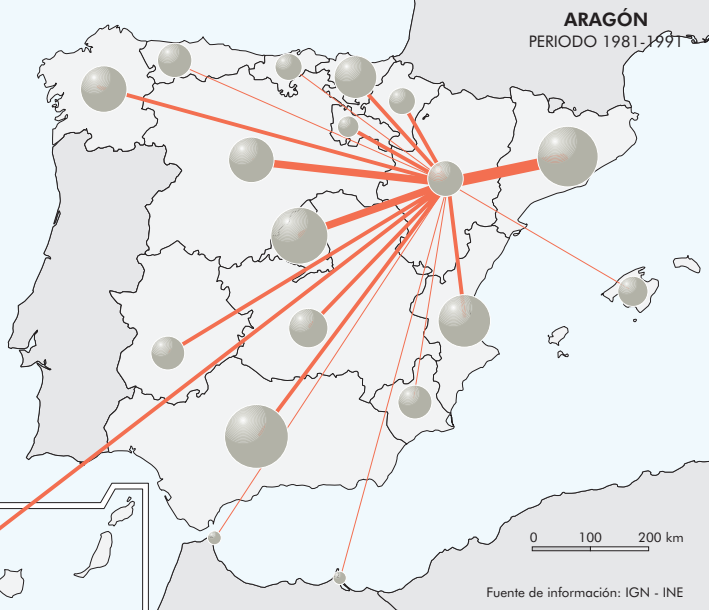 ARAGÓN
PERIODO 1981-1991
0 100 200 km
Fuente de información: IGN - INE